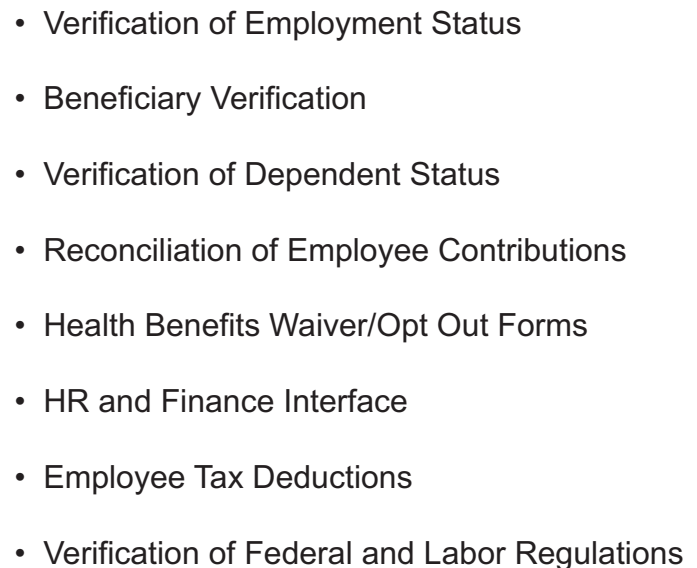 • Verification of Employment Status
• Beneficiary Verification
• Verification of Dependent Status
• Reconciliation of Employee Contributions
• Health Benefits Waiver/Opt Out Forms
• HR and Finance Interface
• Employee Tax Deductions
• Verification of Federal and Labor Regulations